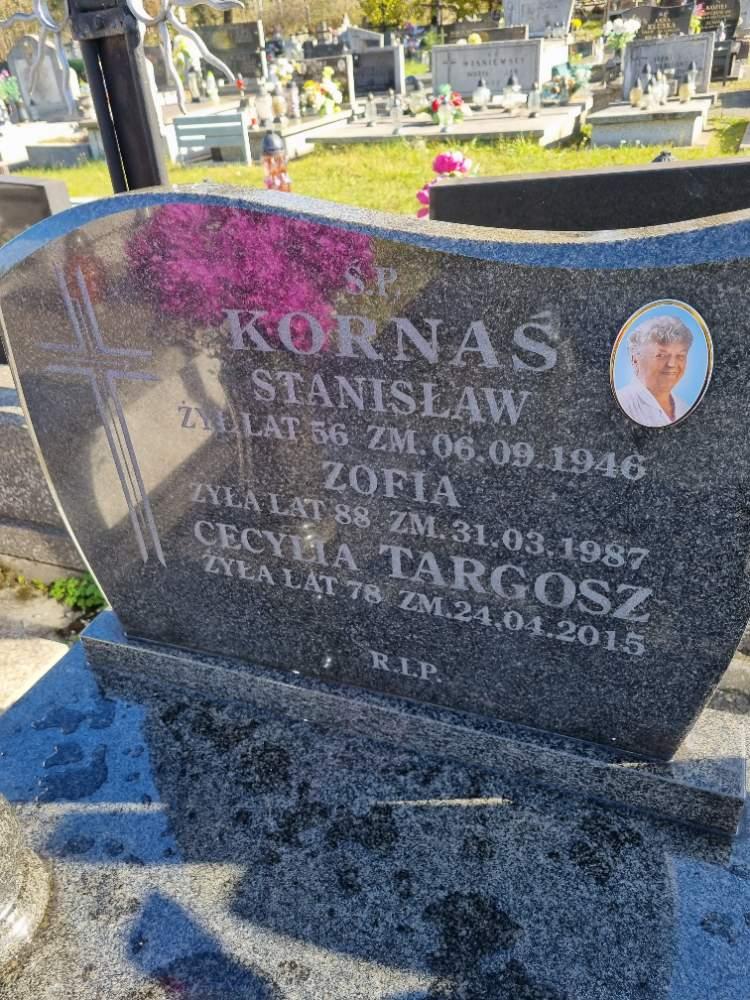 Ś.P.
KORNAŚ
STANISŁAW
ŻYŁ LAT 56 ZM. 06.09.1946
ZOFIA
ŻYŁA LAT 88 ZM. 31.03.1987
CECYLIA TARGOSZ
ŻYŁA LAT 78 ZM. 24.04.2015
R.I.P.